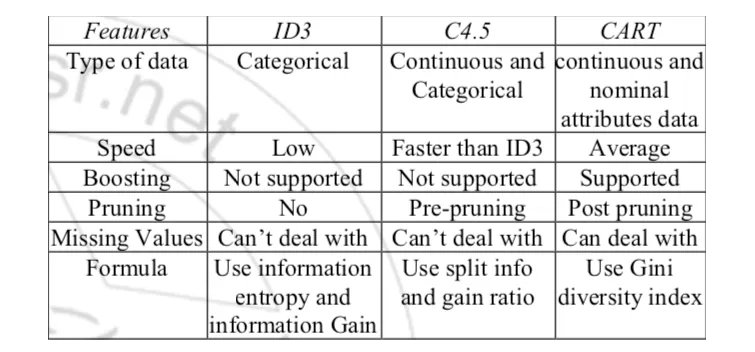 Features ID3 C4.5 CART
Type of data Categorical Continuous and continuous and
Categorical nominal
attributes data
Speed Low Faster than ID3 Average
Boosting Not supported Not supported Supported
Pruning No Pre-pruning Post pruning
Missing Values Can’t deal with Can’t deal with Can deal with
Formula Use information Use split info Use Gini
entropy and and gain ratio diversity index
information Gain
sr.net